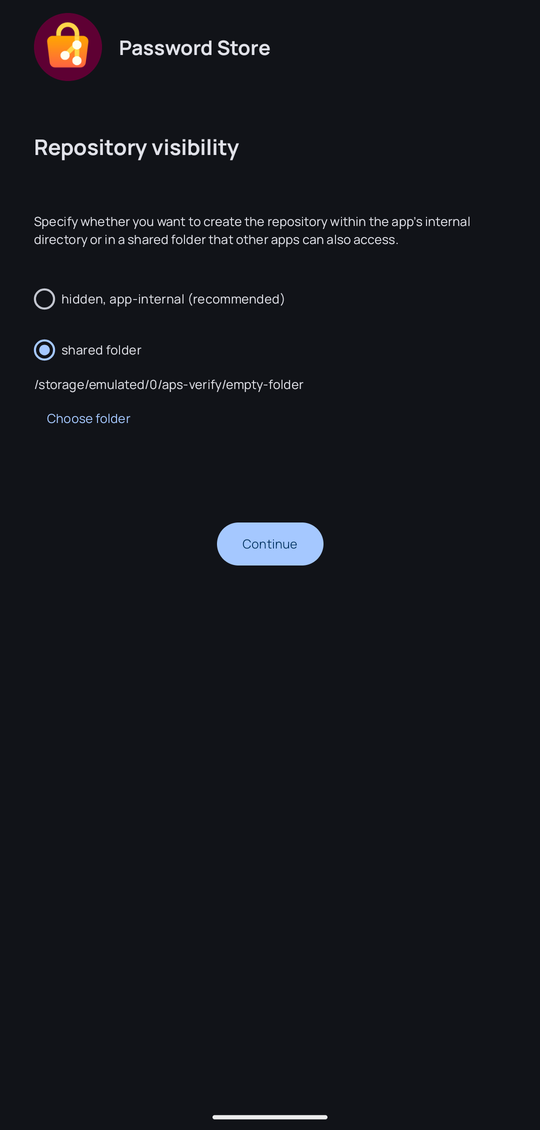 Password Store
Repository visibility
Specify whether you want to create the repository within the app's internal
directory or in a shared folder that other apps can also access.
hidden, app-internal (recommended)
shared folder
/storage/emulated/0/aps-verify/empty-folder
Choose folder
Continue